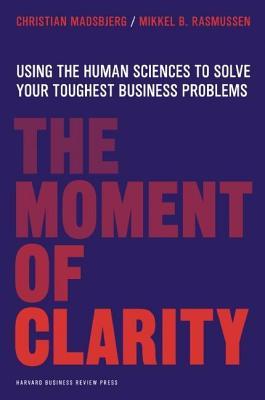 CHRISTIAN MADSBJERG / MIKKEL B. RASMUSSEN
USING THE HUMAN SCIENCES TO SOLVE
YOUR TOUGHEST BUSINESS PROBLEMS
THE
MOMENT
OF
CLARITY
HARVARD BUSINESS REVIEW PRESS